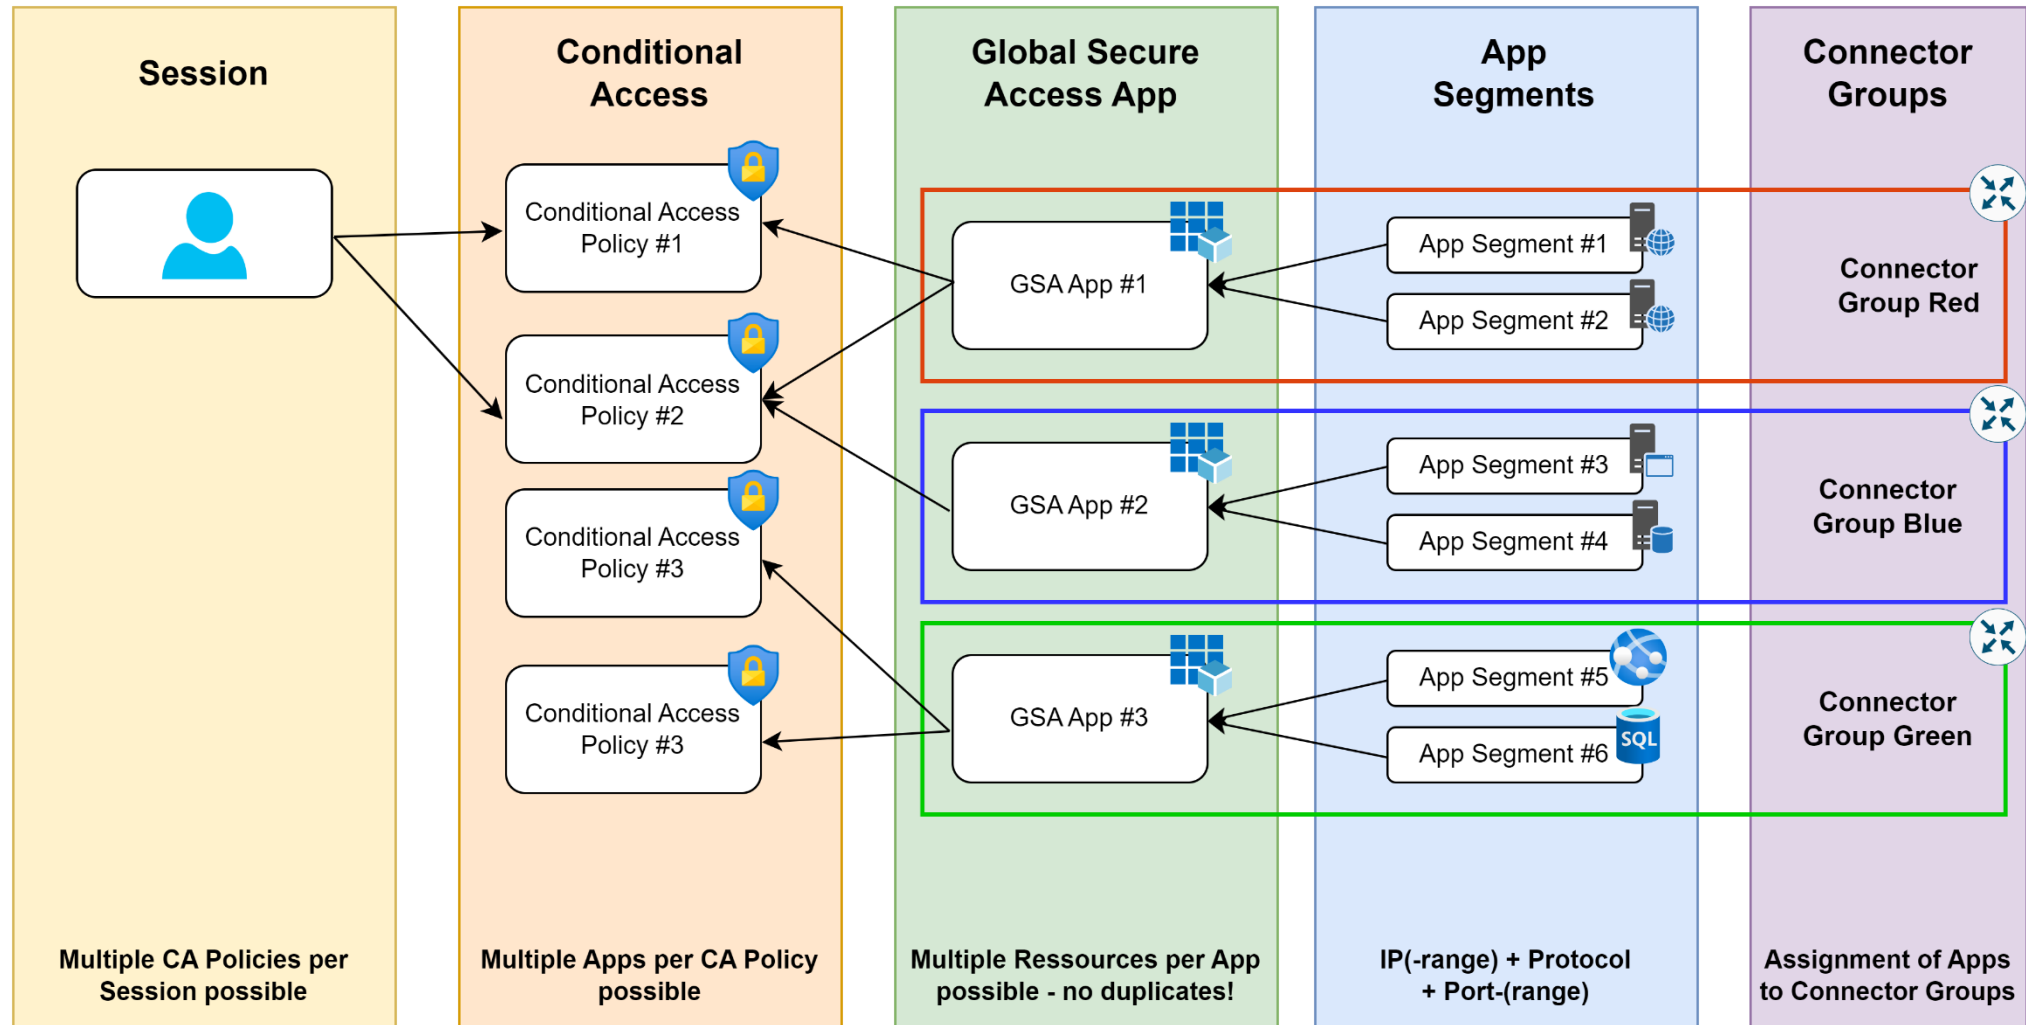 Session
Conditional
Access
Global Secure
Access App
App
Segments
Connector
Groups
Conditional Access
Policy #1
Conditional Access
Policy #2
Conditional Access
Policy #3
Conditional Access
Policy #3
GSA App #1
GSA App #2
GSA App #3
App Segment #1
App Segment #2
App Segment #3
App Segment #4
App Segment #5
App Segment #6
SQL
Connector
Group Red
Connector
Group Blue
Connector
Group Green
Multiple CA Policies per
Session possible
Multiple Apps per CA Policy
possible
Multiple Ressources per App
possible - no duplicates!
IP(-range) + Protocol
+ Port-(range)
Assignment of Apps
to Connector Groups